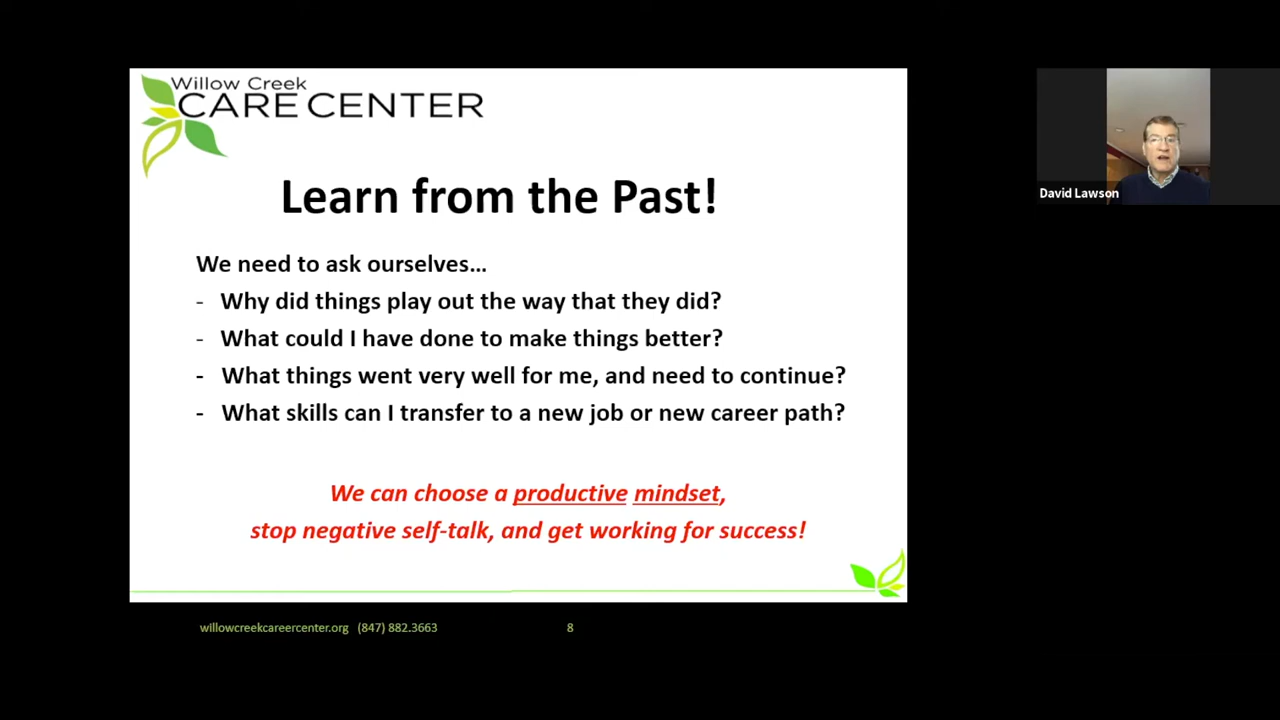 Willow Creek
CARE CENTER
Learn from the Past!
We need to ask ourselves...
- Why did things play out the way that they did?
- What could I have done to make things better?
- What things went very well for me, and need to continue?
- What skills can I transfer to a new job or new career path?
We can choose a productive mindset,
stop negative self-talk, and get working for success!
willowcreekcareercenter.org (847) 882.3663
8
David Lawson